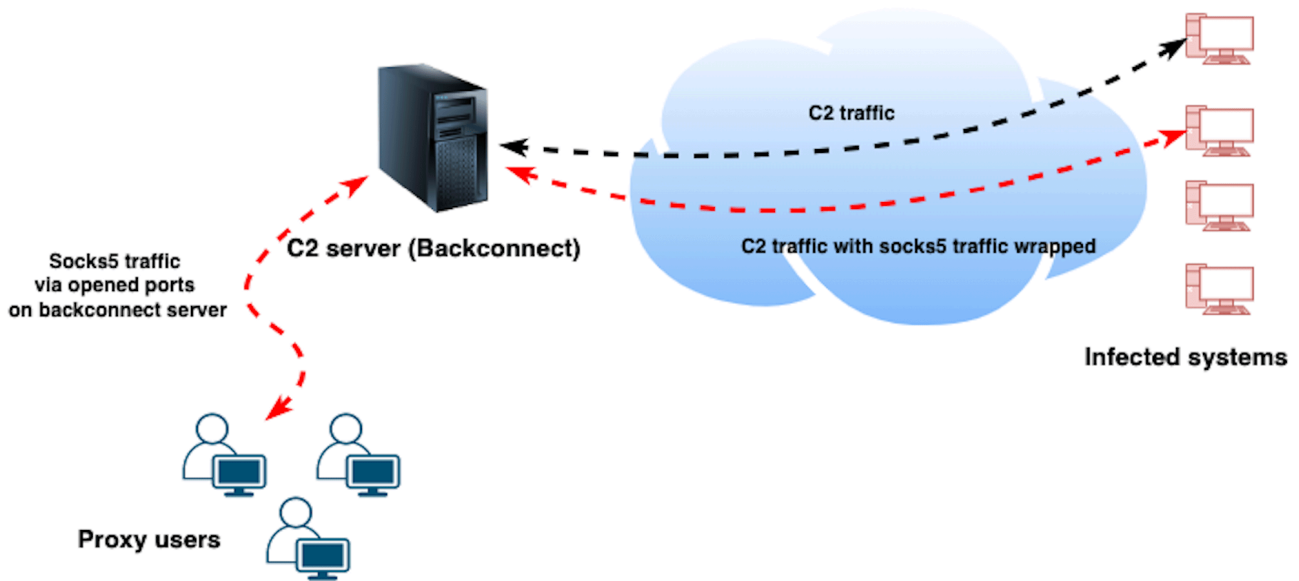 C2 traffic
C2 server (Backconnect)
C2 traffic with socks5 traffic wrapped
Socks5 traffic
via opened ports
on backconnect server
Infected systems
Proxy users